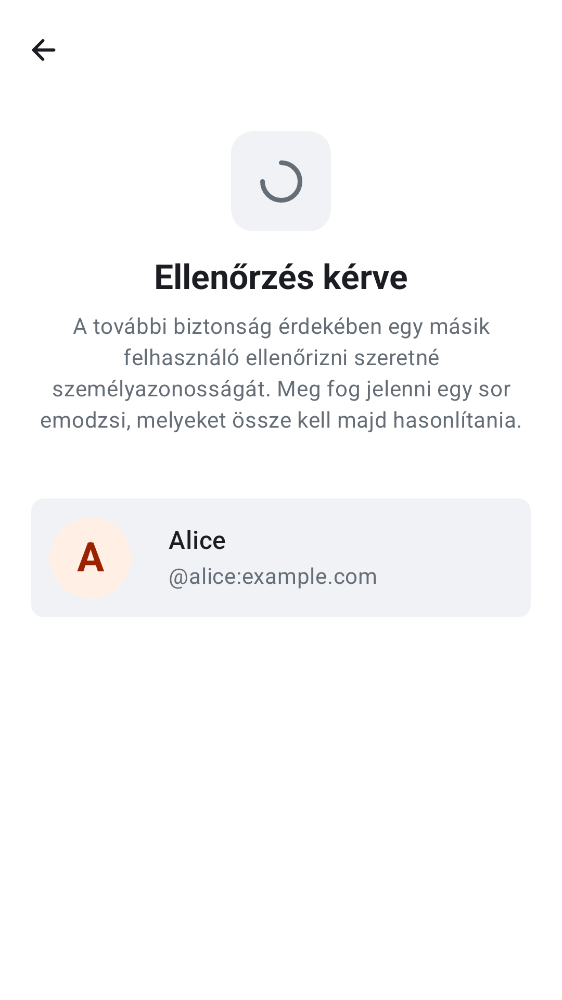 Ellenőrzés kérve
A további biztonság érdekében egy másik
felhasználó ellenőrizni szeretné
személyazonosságát. Meg fog jelenni egy sor
emodzsi, melyeket össze kell majd hasonlítania.
A
Alice
@alice:example.com